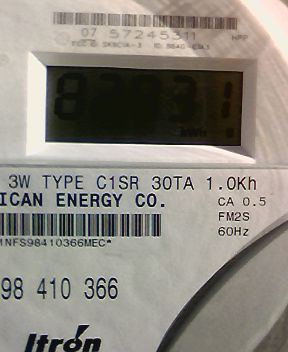 07 57245311
kWh
3W TYPE C1SR 30TA 1.0Kh
ICAN ENERGY CO.
CA 0.5
FM2S
60Hz
1NFS98410366MEC*
98 410 366
Itron